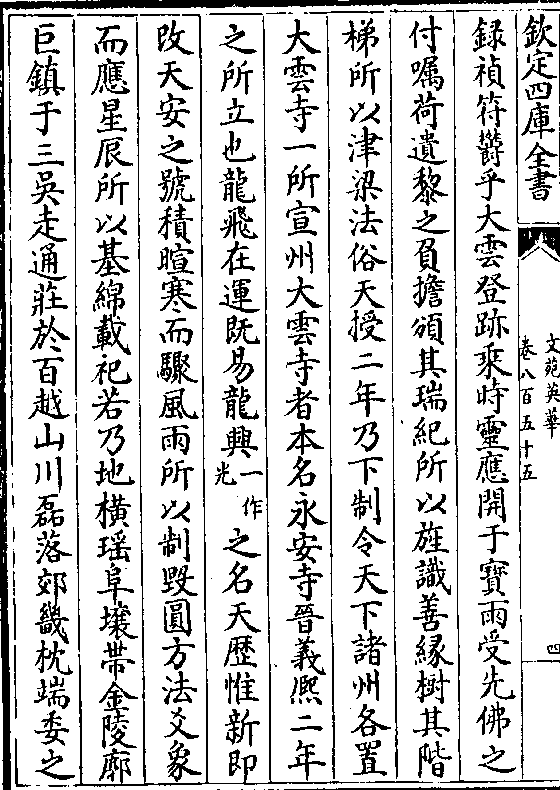 欽定四庫全書
文苑英華
卷八百五十五
四
録禎符欝乎大雲登跡乘時靈應開于寳雨受先佛之
付嘱荷遺黎之負擔頒其瑞紀所以旌識善縁樹其階
梯所以津梁法俗天授二年乃下制令天下諸州各置
大雲寺一所宣州大雲寺者本名永安寺晉義熈二年
之所立也龍飛在運既易龍興一作光之名天歴惟新即
改天安之號積暄寒而驟風雨所以制毁圓方法爻象
而應星辰所以基綿載祀若乃地横瑶阜壤帶金陵廓
巨鎮于三吳走通莊於百越山川磊落郊畿枕端委之